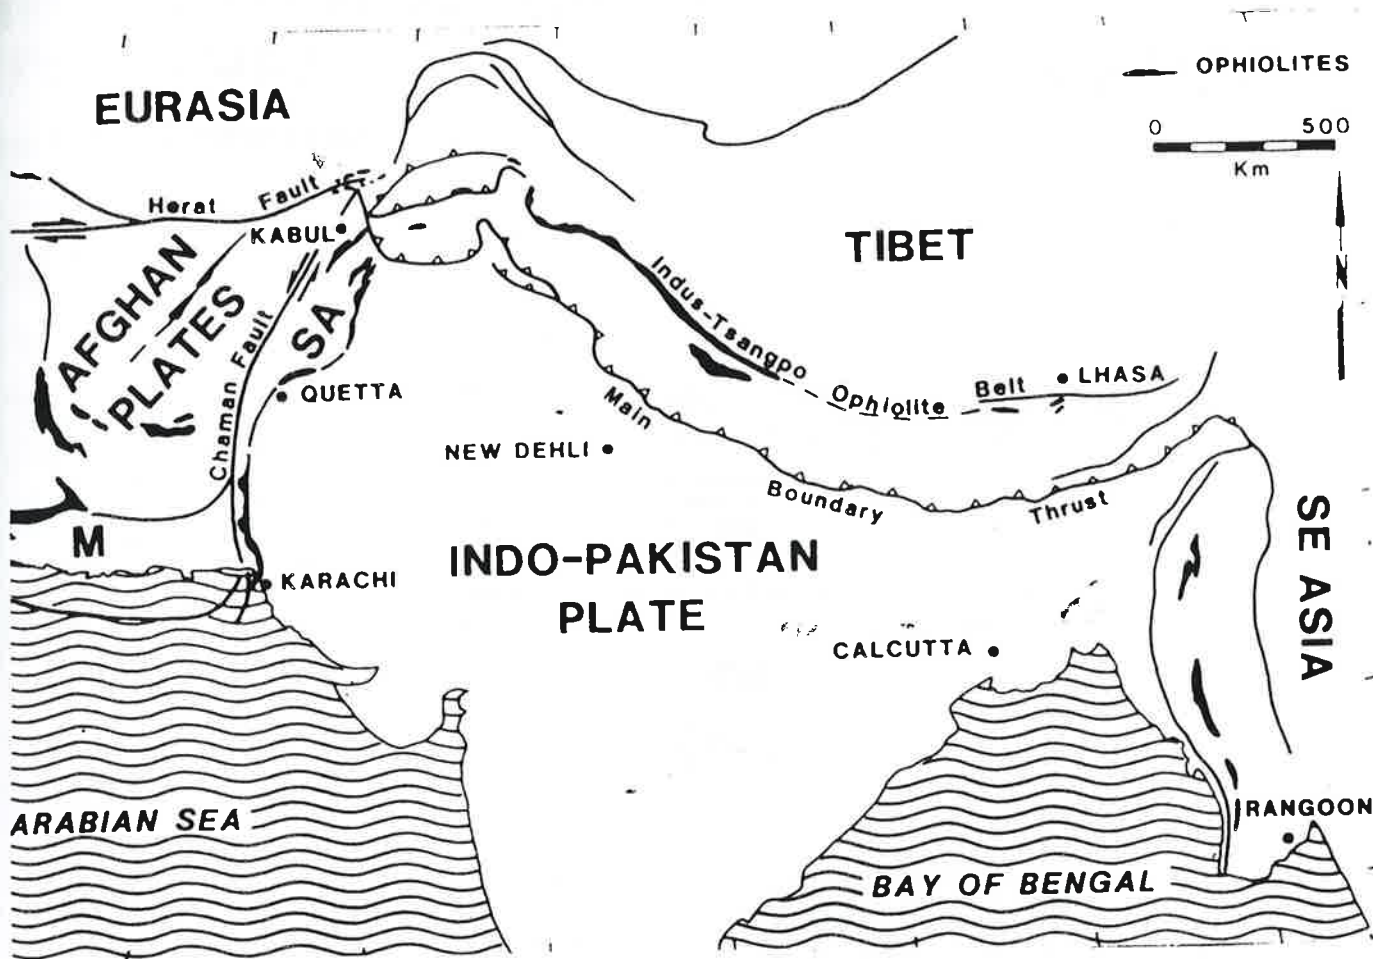 OPHIOLITES
EURASIA
0 500
Km
Herat Fault
KABUL
N
TIBET
AFGHAN
PLATES
SA
Indus-Tsangpo Ophiolite Belt
LHASA
Chaman Fault
QUETTA
NEW DEHLI
Main Boundary Thrust
M
SE ASIA
INDO-PAKISTAN
PLATE
KARACHI
CALCUTTA
ARABIAN SEA
RANGOON
BAY OF BENGAL